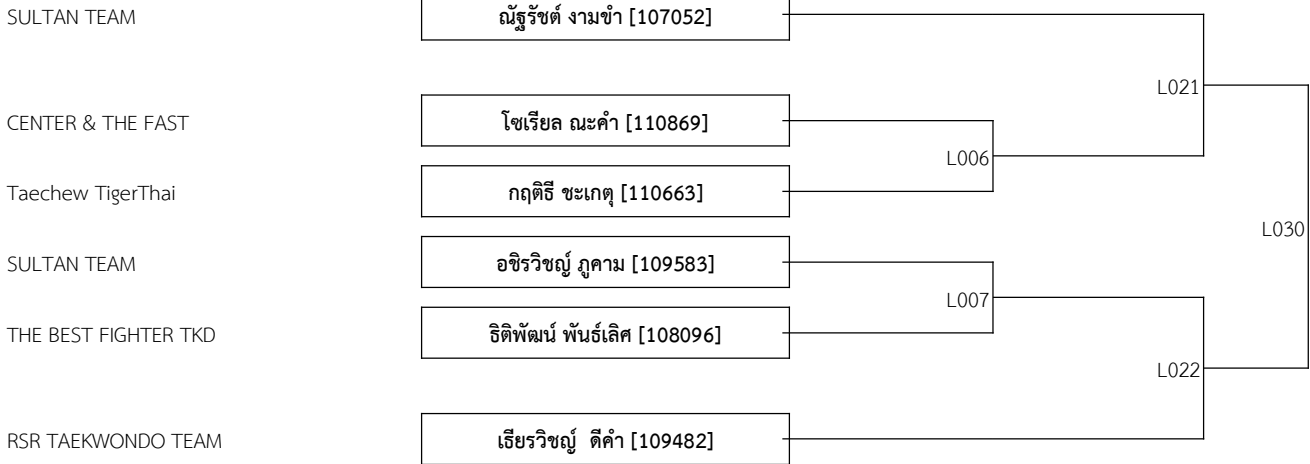 SULTAN TEAM ณัฐรัชต์ งามขำ [107052]
L021
CENTER & THE FAST โซเรียล ณะคำ [110869]
L006
Taechew TigerThai กฤติธี ชะเกตุ [110663]
L030
SULTAN TEAM อชิรวิชญ์ ภูคาม [109583]
L007
THE BEST FIGHTER TKD ธิติพัฒน์ พันธ์เลิศ [108096]
L022
RSR TAEKWONDO TEAM เธียรวิชญ์ ดีคำ [109482]